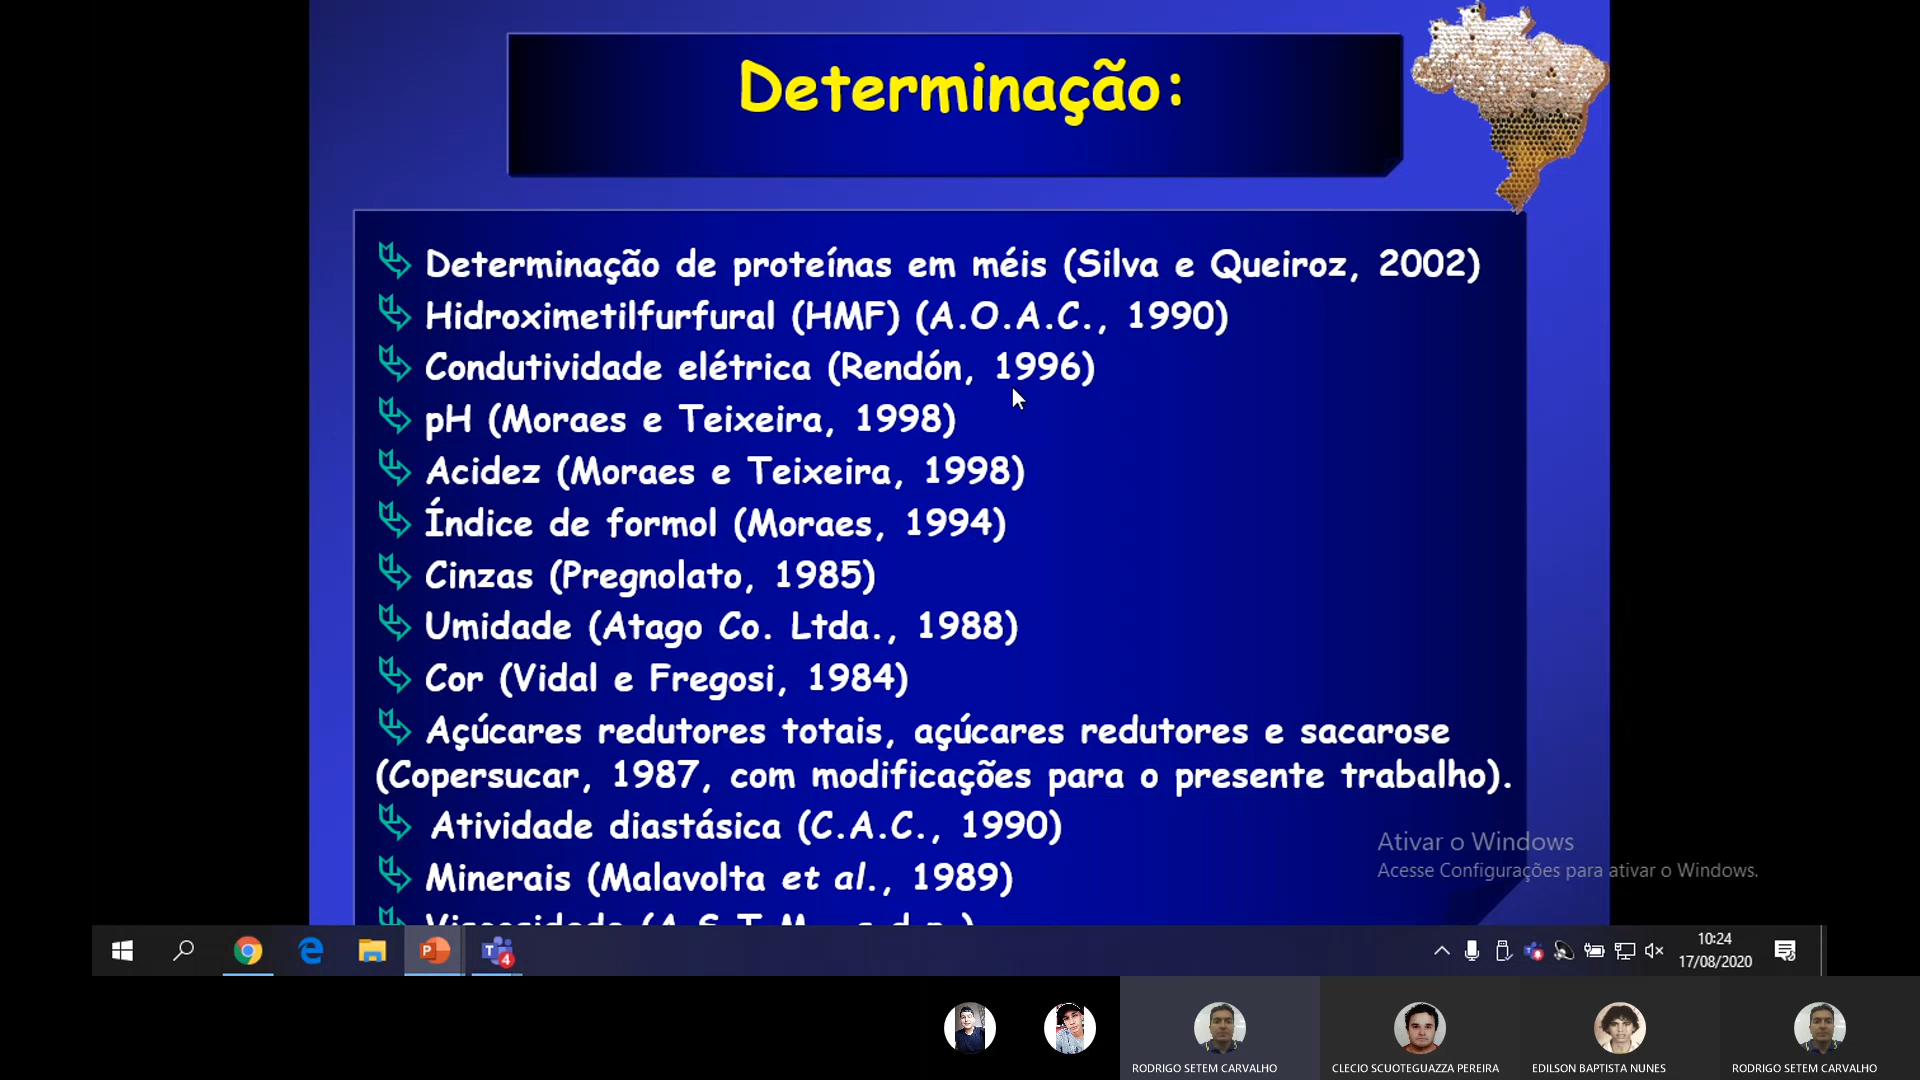 Determinação:
Determinação de proteínas em méis (Silva e Queiroz, 2002)
Hidroximetilfurfural (HMF) (A.O.A.C., 1990)
Condutividade elétrica (Rendón, 1996)
pH (Moraes e Teixeira, 1998)
Acidez (Moraes e Teixeira, 1998)
Índice de formol (Moraes, 1994)
Cinzas (Pregnolato, 1985)
Umidade (Atago Co. Ltda., 1988)
Cor (Vidal e Fregosi, 1984)
Açúcares redutores totais, açúcares redutores e sacarose
(Copersucar, 1987, com modificações para o presente trabalho).
Atividade diastásica (C.A.C., 1990)
Minerais (Malavolta et al., 1989)
Ativar o Windows
Acesse Configurações para ativar o Windows.
4
10:24
17/08/2020
RODRIGO SETEM CARVALHO
CLECIO SCUOTEGUAZZA PEREIRA
EDILSON BAPTISTA NUNES
RODRIGO SETEM CARVALHO